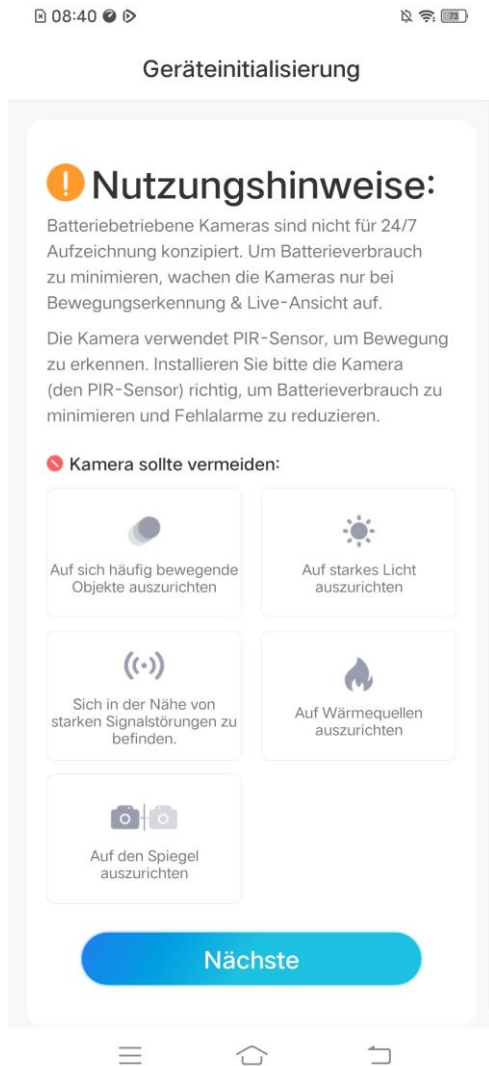 08:40
73
Geräteinitialisierung
Nutzungshinweise:
Batteriebetriebene Kameras sind nicht für 24/7
Aufzeichnung konzipiert. Um Batterieverbrauch
zu minimieren, wachen die Kameras nur bei
Bewegungserkennung & Live-Ansicht auf.
Die Kamera verwendet PIR-Sensor, um Bewegung
zu erkennen. Installieren Sie bitte die Kamera
(den PIR-Sensor) richtig, um Batterieverbrauch zu
minimieren und Fehlalarme zu reduzieren.
Kamera sollte vermeiden:
Auf sich häufig bewegende
Objekte auszurichten
Auf starkes Licht
auszurichten
Sich in der Nähe von
starken Signalstörungen zu
befinden.
Auf Wärmequellen
auszurichten
Auf den Spiegel
auszurichten
Nächste